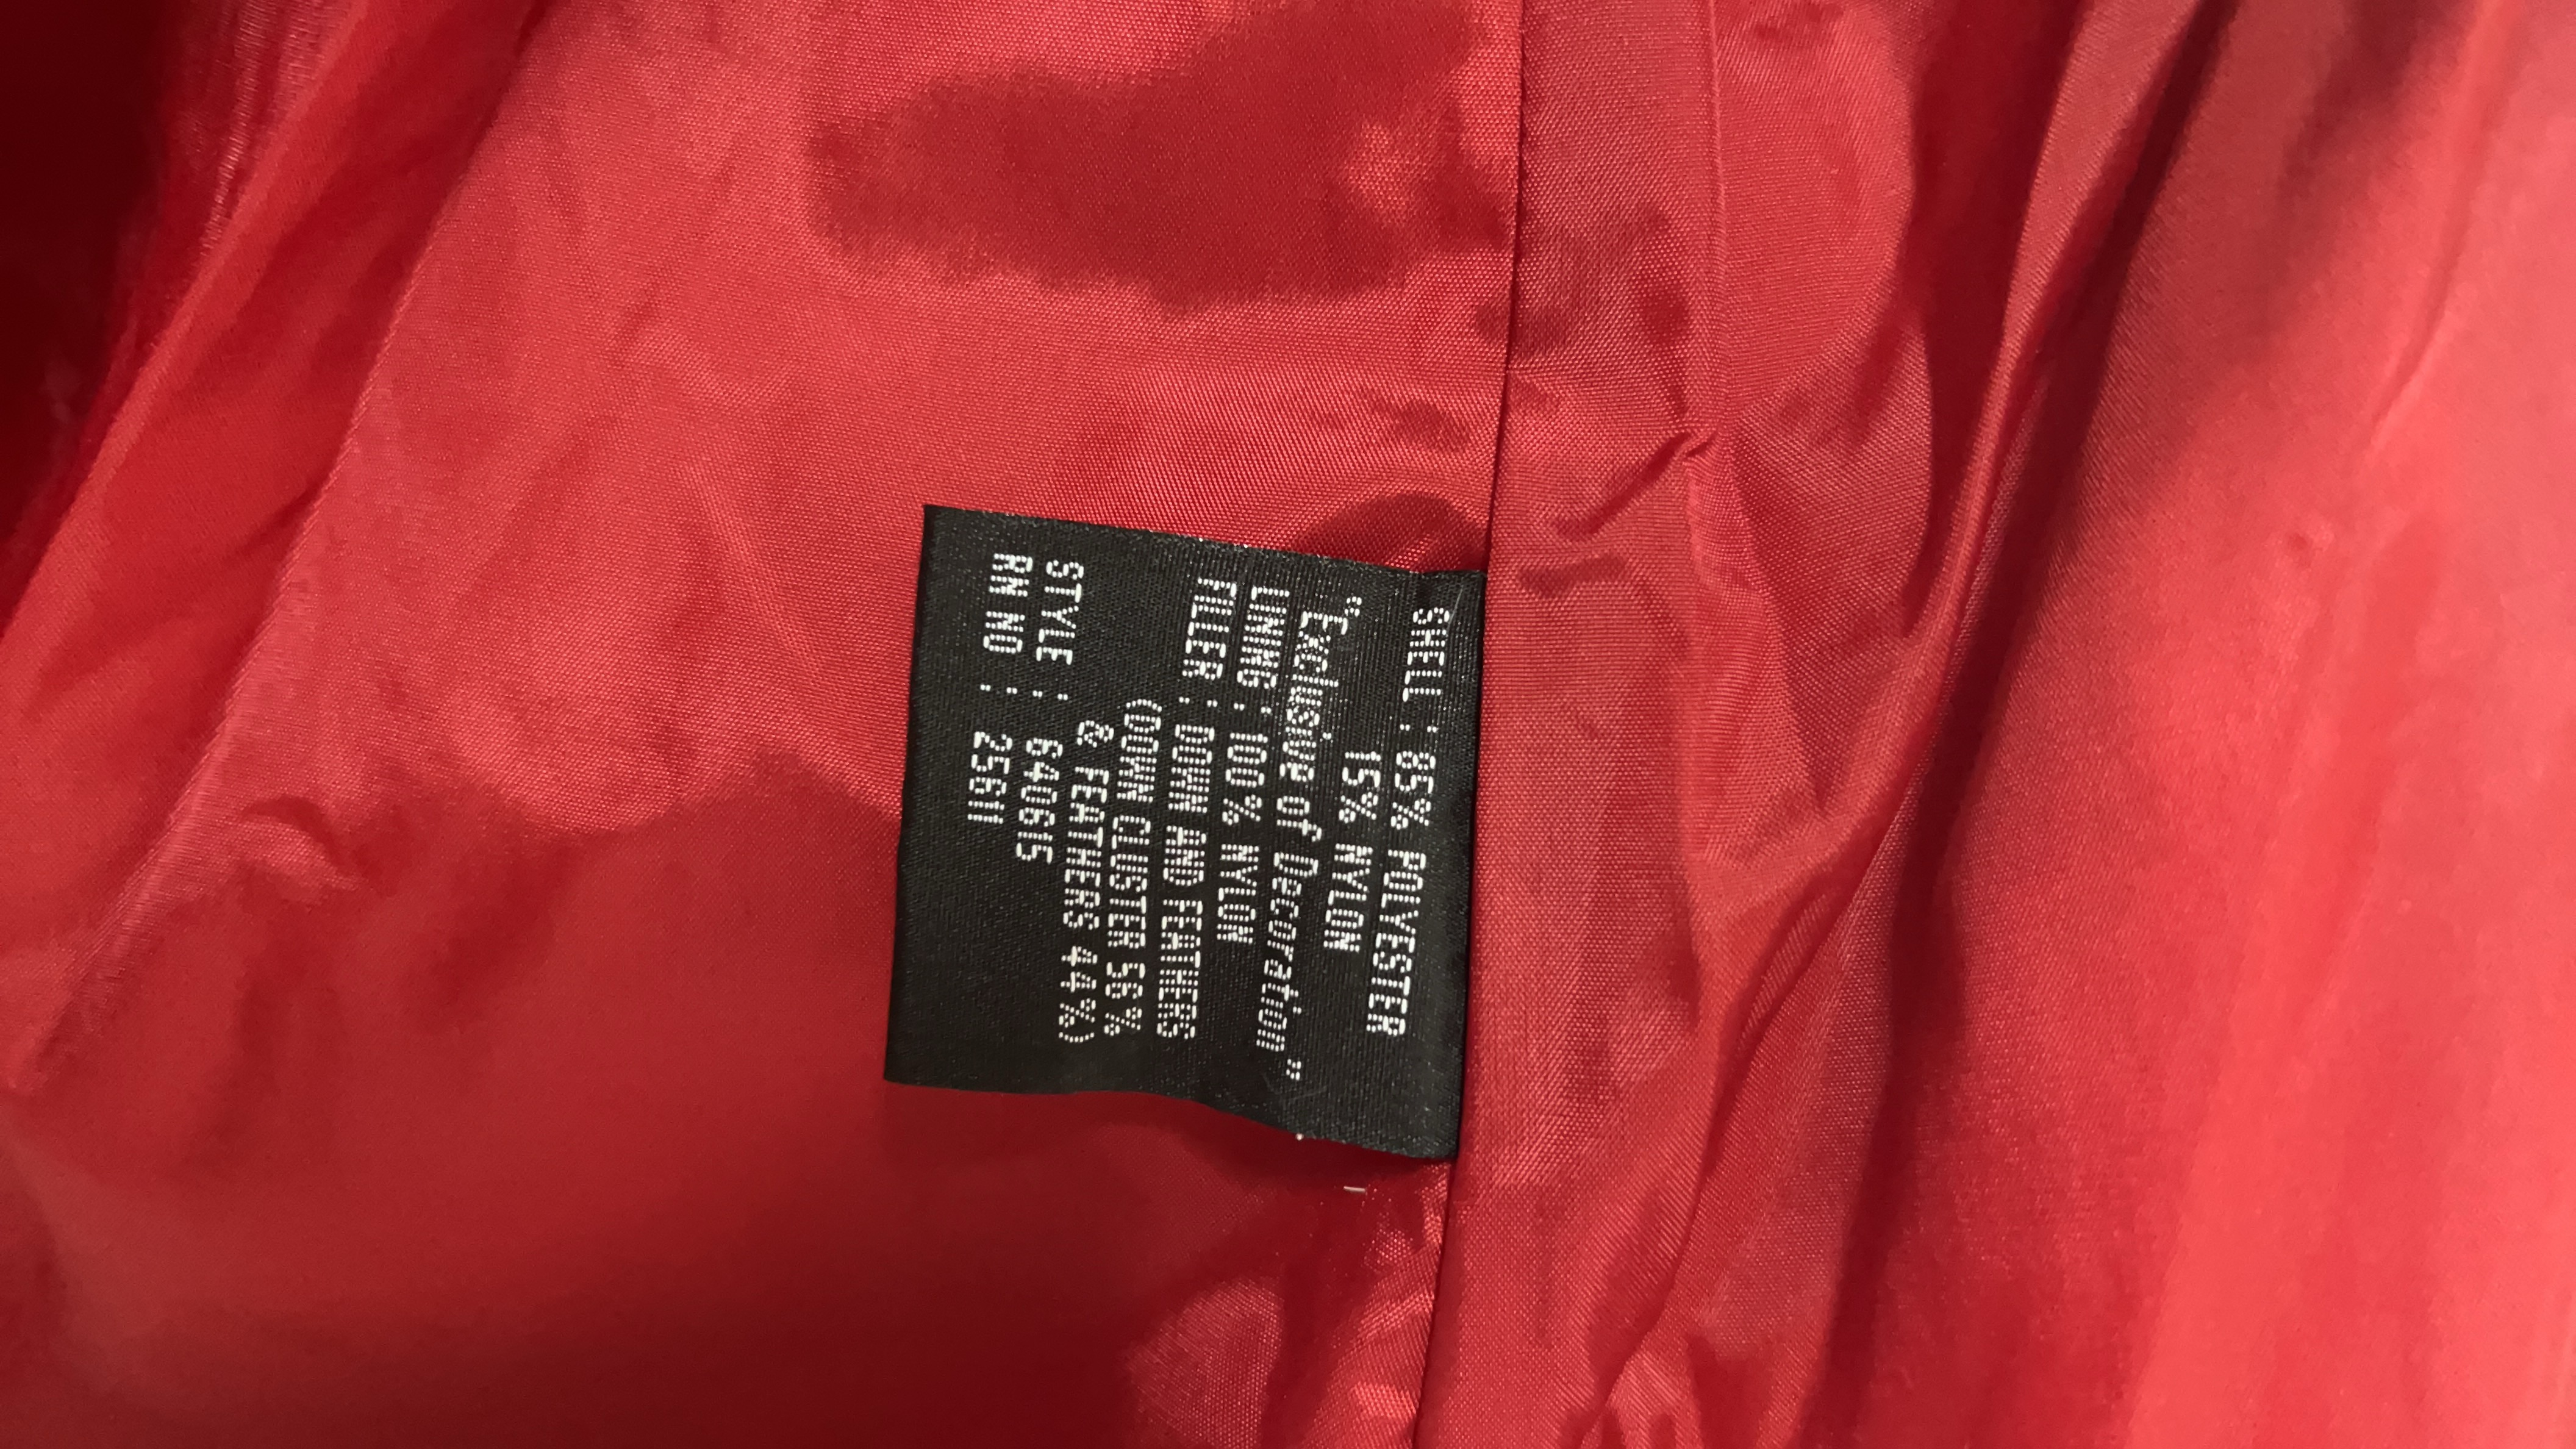 SHELL : 85% POLYESTER
15% NYLON
"Exclusive of Decoration"
LINING : 100% NYLON
FILLER : DOWN AND FEATHERS
(DOWN CLUSTER 56%
& FEATHERS 44%)
STYLE : 640615
RN NO : 25611